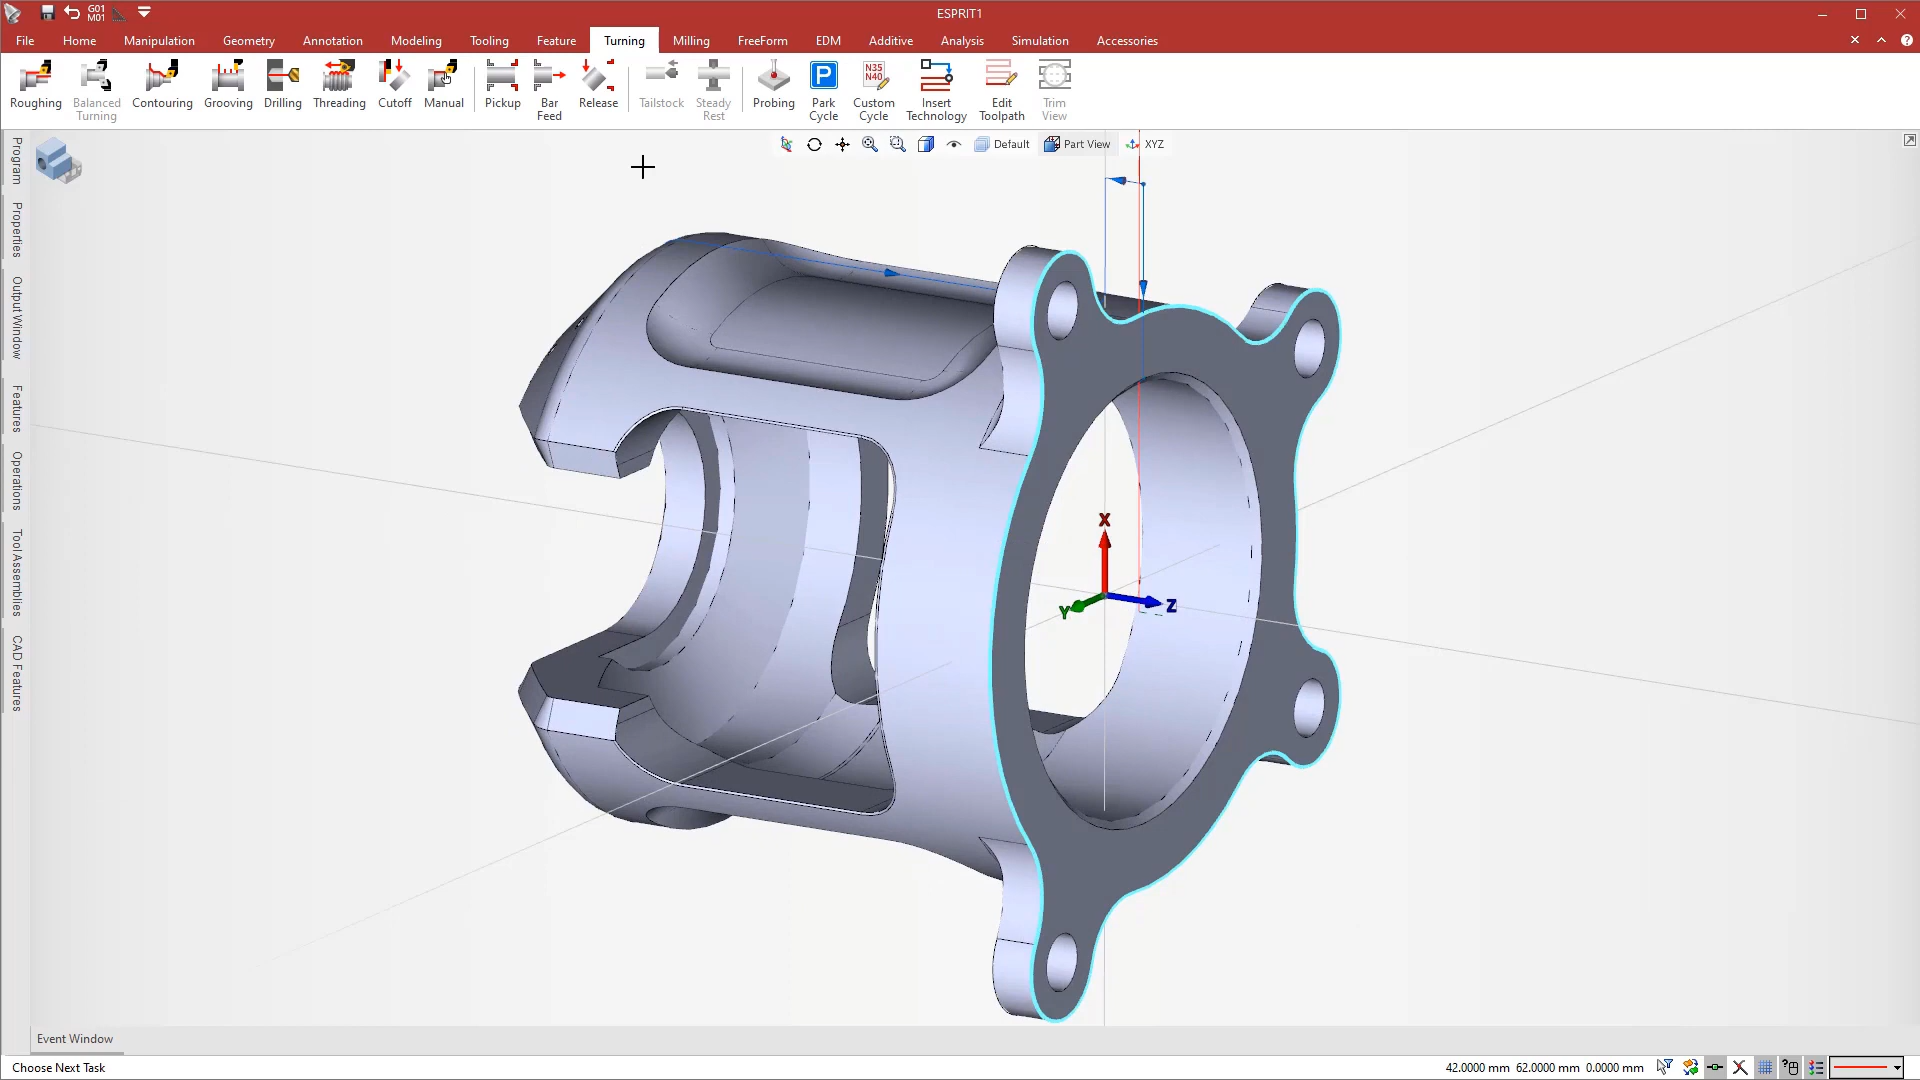 G01
M01
ESPRIT1
File Home Manipulation Geometry Annotation Modeling Tooling Feature Turning Milling FreeForm EDM Additive Analysis Simulation Accessories
Roughing
Balanced
Turning
Contouring
Grooving
Drilling
Threading
Cutoff
Manual
Pickup
Bar
Feed
Release
Tailstock
Steady
Rest
Probing
P
Park
Cycle
N35
N40
Custom
Cycle
Insert
Technology
Edit
Toolpath
Trim
View
Default
Part View
XYZ
Program
Properties
Output Window
Features
Operations
Tool Assemblies
CAD Features
X
Y
Z
Event Window
Choose Next Task
42.0000 mm 62.0000 mm 0.0000 mm